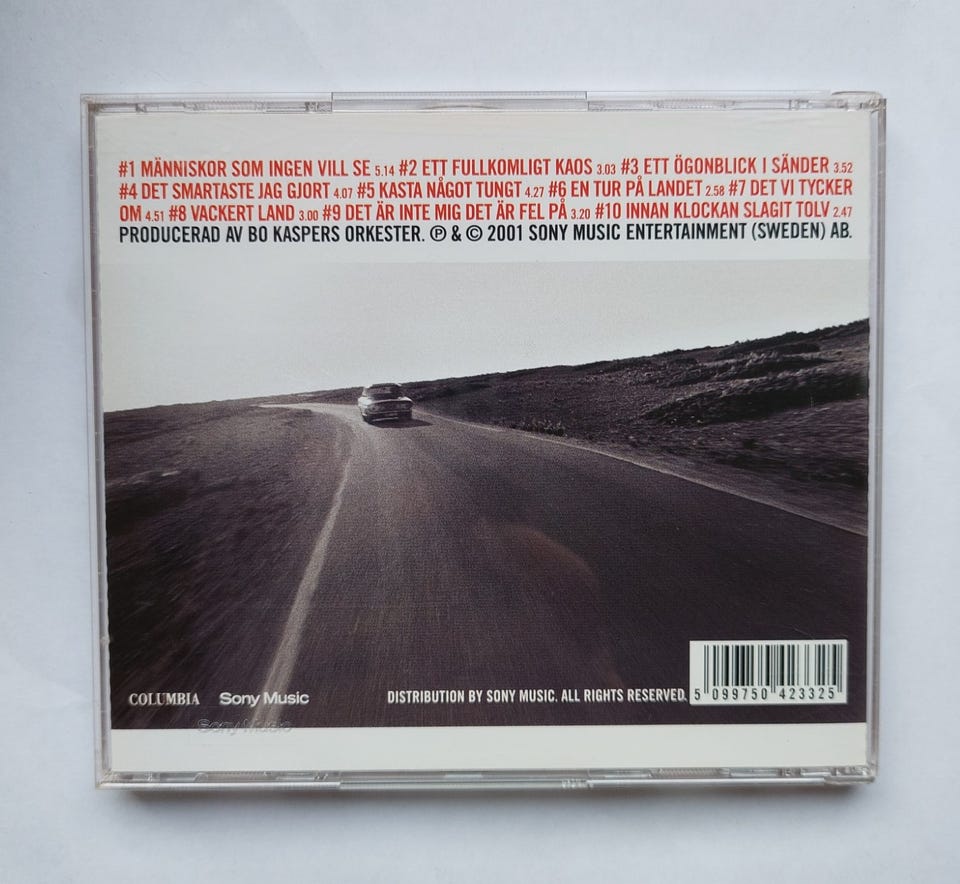 #1 MÄNNISKOR SOM INGEN VILL SE 5.14 #2 ETT FULLKOMLIGT KAOS 3.03 #3 ETT ÖGONBLICK I SÄNDER 3.52
#4 DET SMARTASTE JAG GJORT 4.07 #5 KASTA NÅGOT TUNGT 4.27 #6 EN TUR PÅ LANDET 2.58 #7 DET VI TYCKER
OM 4.51 #8 VACKERT LAND 3.00 #9 DET ÄR INTE MIG DET ÄR FEL PÅ 3.20 #10 INNAN KLOCKAN SLAGIT TOLV 2.47
PRODUCERAD AV BO KASPERS ORKESTER. ℗ & © 2001 SONY MUSIC ENTERTAINMENT (SWEDEN) AB.
COLUMBIA Sony Music DISTRIBUTION BY SONY MUSIC. ALL RIGHTS RESERVED.
5 099750 423325
Sony Music